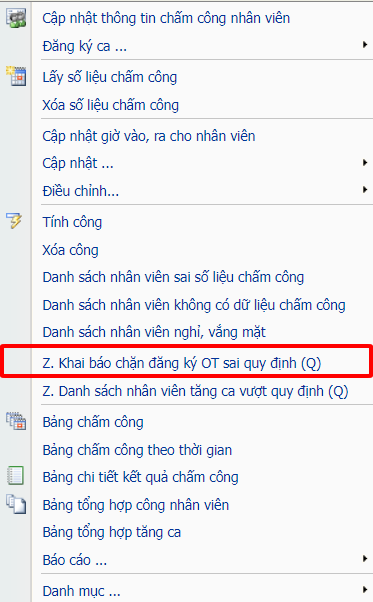 Cập nhật thông tin chấm công nhân viên
Đăng ký ca ...
Lấy số liệu chấm công
Xóa số liệu chấm công
Cập nhật giờ vào, ra cho nhân viên
Cập nhật ...
Điều chỉnh...
Tính công
Xóa công
Danh sách nhân viên sai số liệu chấm công
Danh sách nhân viên không có dữ liệu chấm công
Danh sách nhân viên nghỉ, vắng mặt
Z. Khai báo chặn đăng ký OT sai quy định (Q)
Z. Danh sách nhân viên tăng ca vượt quy định (Q)
Bảng chấm công
Bảng chấm công theo thời gian
Bảng chi tiết kết quả chấm công
Bảng tổng hợp công nhân viên
Bảng tổng hợp tăng ca
Báo cáo ...
Danh mục ...